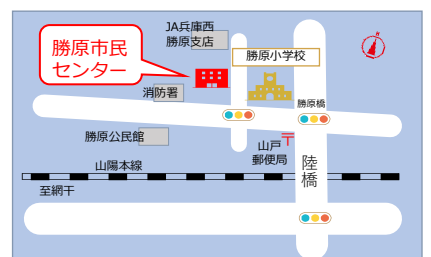 JA兵庫西
勝原支店
勝原市民
センター
勝原小学校
消防署
勝原橋
勝原公民館
山戸
郵便局
陸橋
山陽本線
至網干